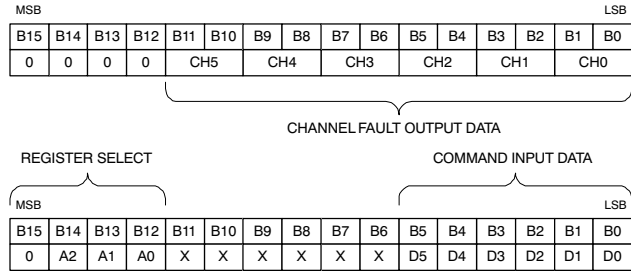 MSB LSB
B15 B14 B13 B12 B11 B10 B9 B8 B7 B6 B5 B4 B3 B2 B1 B0
0 0 0 0 CH5 CH4 CH3 CH2 CH1 CH0
CHANNEL FAULT OUTPUT DATA
REGISTER SELECT COMMAND INPUT DATA
MSB LSB
B15 B14 B13 B12 B11 B10 B9 B8 B7 B6 B5 B4 B3 B2 B1 B0
0 A2 A1 A0 X X X X X X D5 D4 D3 D2 D1 D0